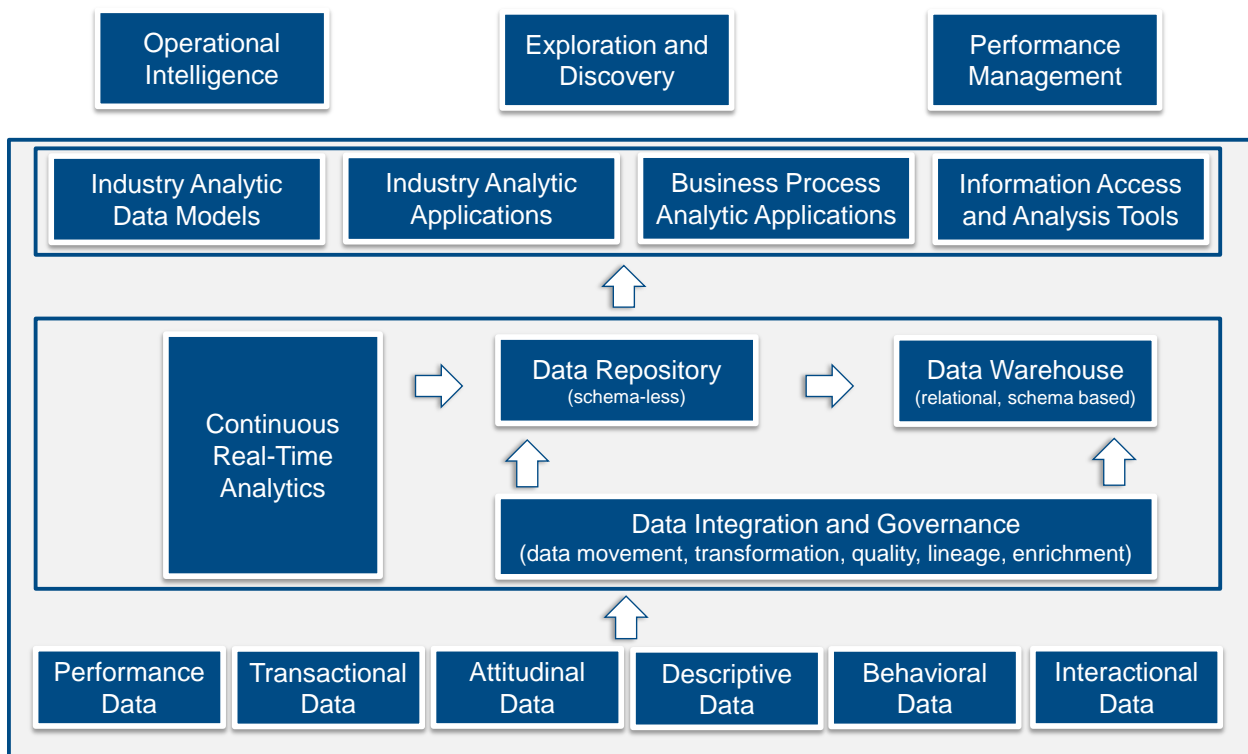 Operational
Intelligence
Exploration and
Discovery
Performance
Management
Industry Analytic
Data Models
Industry Analytic
Applications
Business Process
Analytic Applications
Information Access
and Analysis Tools
Continuous
Real-Time
Analytics
Data Repository
(schema-less)
Data Warehouse
(relational, schema based)
Data Integration and Governance
(data movement, transformation, quality, lineage, enrichment)
Performance
Data
Transactional
Data
Attitudinal
Data
Descriptive
Data
Behavioral
Data
Interactional
Data